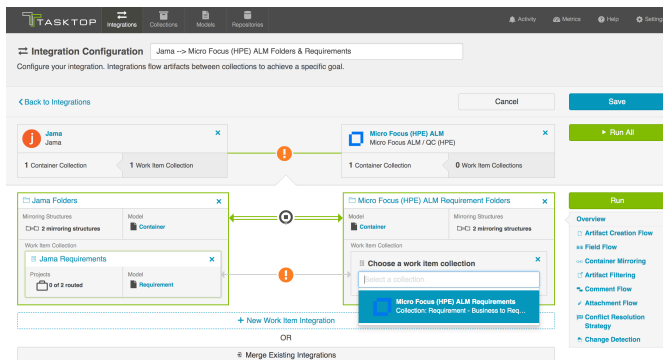 TASKTOP
Integrations
Collections
Models
Repositories
Activity
Metrics
Help
Settings
Integration Configuration
Jama --> Micro Focus (HPE) ALM Folders & Requirements
Configure your integration. Integrations flow artifacts between collections to achieve a specific goal.
Back to Integrations
Cancel
Save
Jama
Jama
Micro Focus (HPE) ALM
Micro Focus ALM / QC (HPE)
Run All
1 Container Collection
1 Work Item Collection
1 Container Collection
0 Work Item Collections
Jama Folders
Micro Focus (HPE) ALM Requirement Folders
Run
Mirroring Structures
2 mirroring structures
Model
Container
Model
Container
Mirroring Structures
2 mirroring structures
Work Item Collection
Jama Requirements
Projects
0 of 2 routed
Model
Requirement
Work Item Collection
Choose a work item collection
Select a collection
Micro Focus (HPE) ALM Requirements
Collection: Requirement - Business to Req...
Overview
Artifact Creation Flow
Field Flow
Container Mirroring
Artifact Filtering
Comment Flow
Attachment Flow
Conflict Resolution
Strategy
Change Detection
+ New Work Item Integration
OR
Merge Existing Integrations